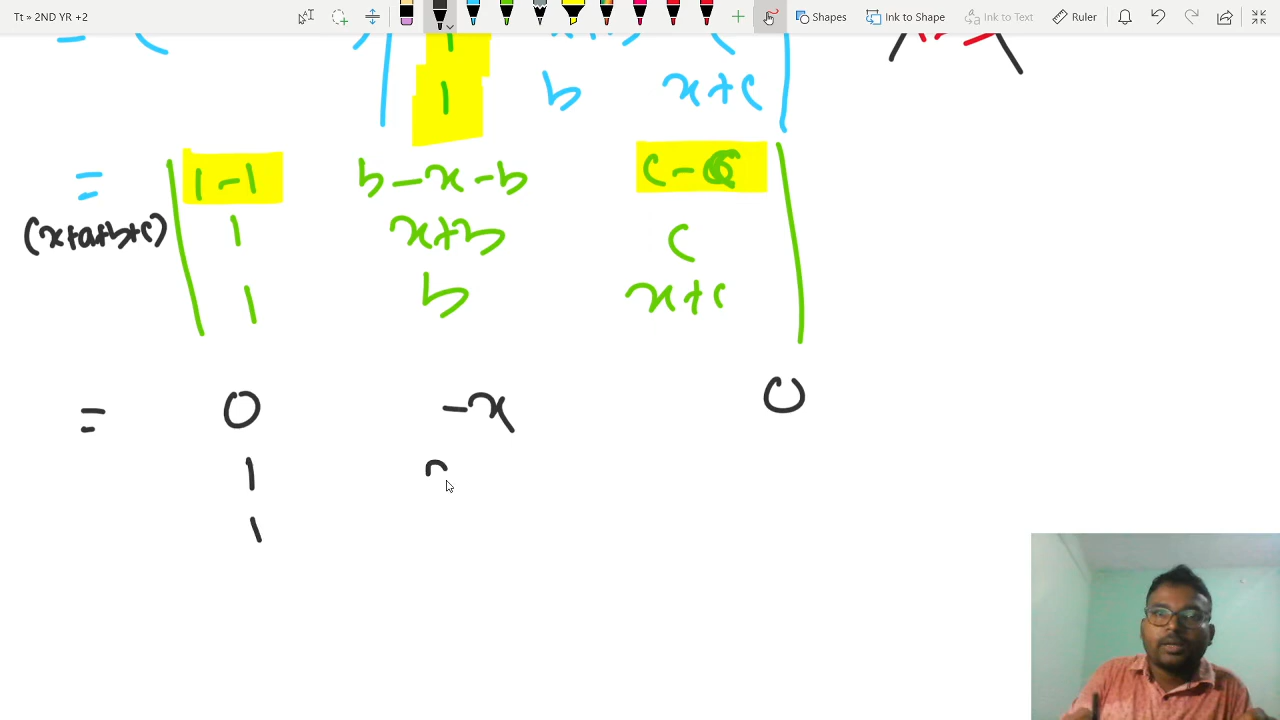 Tt » 2ND YR +2
Shapes Ink to Shape Ink to Text Ruler
= (
1 b x+c
= 1-1 b-x-b c-c
(x+a+b+c) 1 x+b c
1 b x+c
= 0 -x 0
1
1